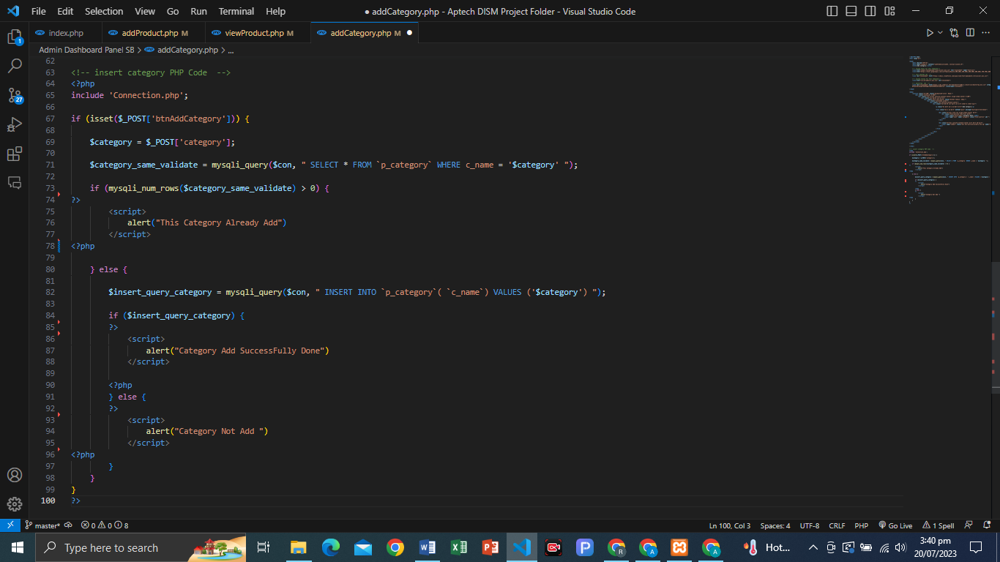 File Edit Selection View Go Run Terminal Help
● addCategory.php - Aptech DISM Project Folder - Visual Studio Code
index.php addProduct.php M viewProduct.php M addCategory.php M ●
Admin Dashboard Panel SB > addCategory.php > ...
62
63 <!-- insert category PHP Code  -->
64 <?php
65 include 'Connection.php';
66
67 if (isset($_POST['btnAddCategory'])) {
68
69     $category = $_POST['category'];
70
71     $category_same_validate = mysqli_query($con, " SELECT * FROM `p_category` WHERE c_name = '$category' ");
72
73     if (mysqli_num_rows($category_same_validate) > 0) {
74 ?>
75         <script>
76             alert("This Category Already Add")
77         </script>
78 <?php
79
80     } else {
81
82         $insert_query_category = mysqli_query($con, " INSERT INTO `p_category`( `c_name`) VALUES ('$category') ");
83
84         if ($insert_query_category) {
85         ?>
86             <script>
87                 alert("Category Add SuccessFully Done")
88             </script>
89
90         <?php
91         } else {
92         ?>
93             <script>
94                 alert("Category Not Add ")
95             </script>
96 <?php
97         }
98     }
99 }
100 ?>
1
27
master* 0 0 8 Ln 100, Col 3 Spaces: 4 UTF-8 CRLF PHP Go Live 1 Spell
Type here to search Hot... 3:40 pm
20/07/2023